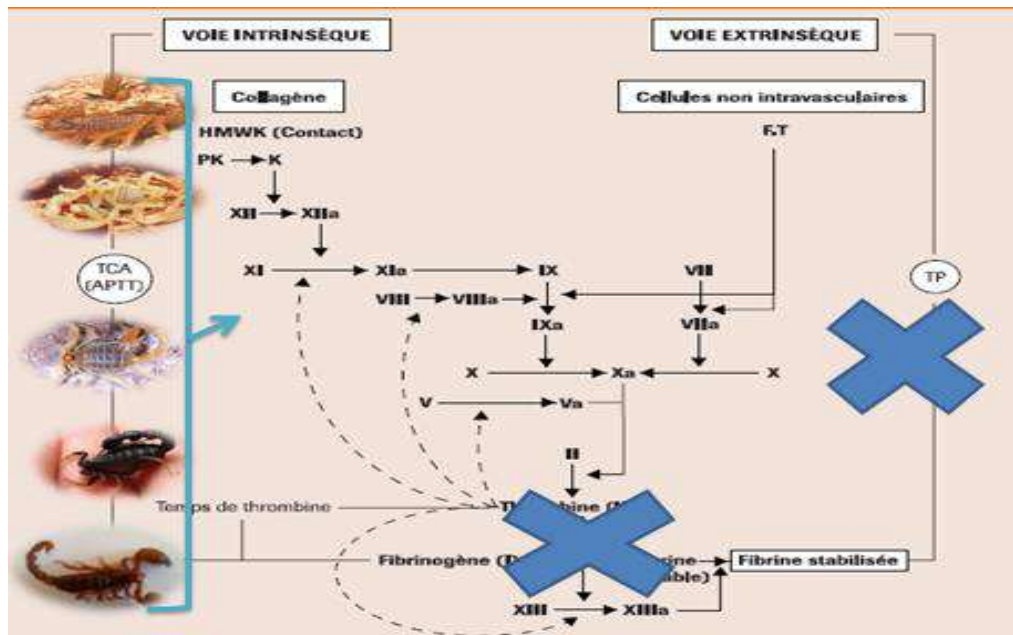 VOIE INTRINSÈQUE
VOIE EXTRINSÈQUE
Collagène
Cellules non intravasculaires
HMWK (Contact)
F.T
PK K
XII XIIa
TCA
(APTT)
XI XIa IX VII
TP
VIII VIIIa
IXa VIIa
X Xa X
V Va
II
Temps de thrombine
Fibrinogène
Fibrine stabilisée
XIII XIIIa